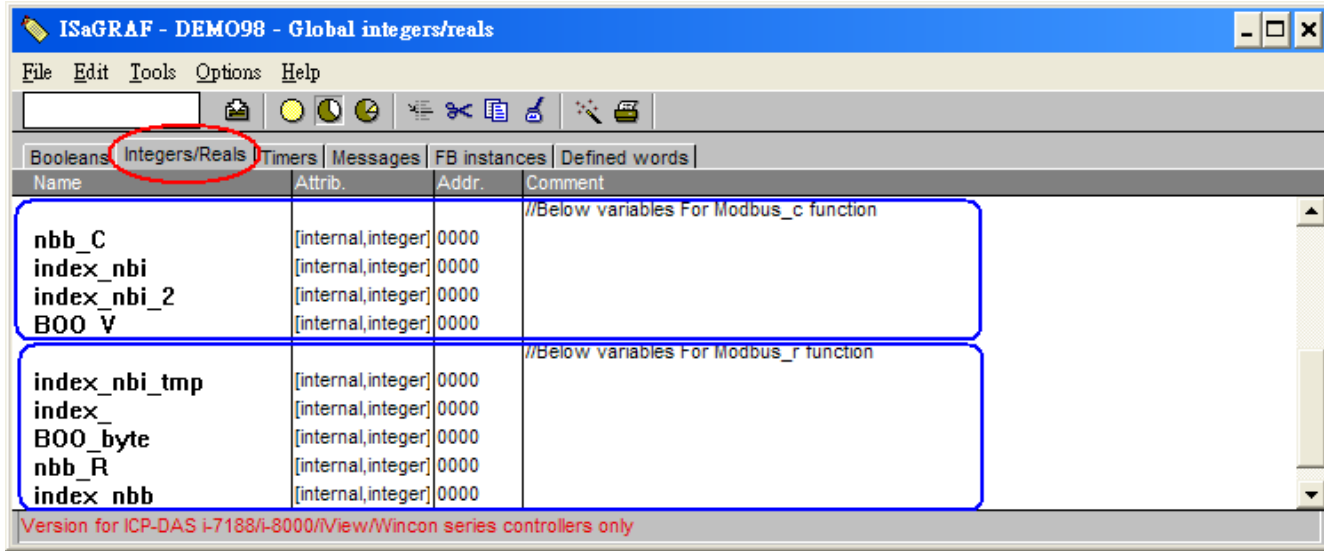 ISaGRAF - DEMO98 - Global integers/reals
File Edit Tools Options Help
Booleans Integers/Reals Timers Messages FB instances Defined words
Name Attrib. Addr. Comment
//Below variables For Modbus_c function
nbb_C [internal,integer] 0000
index_nbi [internal,integer] 0000
index_nbi_2 [internal,integer] 0000
BOO_V [internal,integer] 0000
//Below variables For Modbus_r function
index_nbi_tmp [internal,integer] 0000
index_ [internal,integer] 0000
BOO_byte [internal,integer] 0000
nbb_R [internal,integer] 0000
index_nbb [internal,integer] 0000
Version for ICP-DAS i-7188/i-8000/iView/Wincon series controllers only